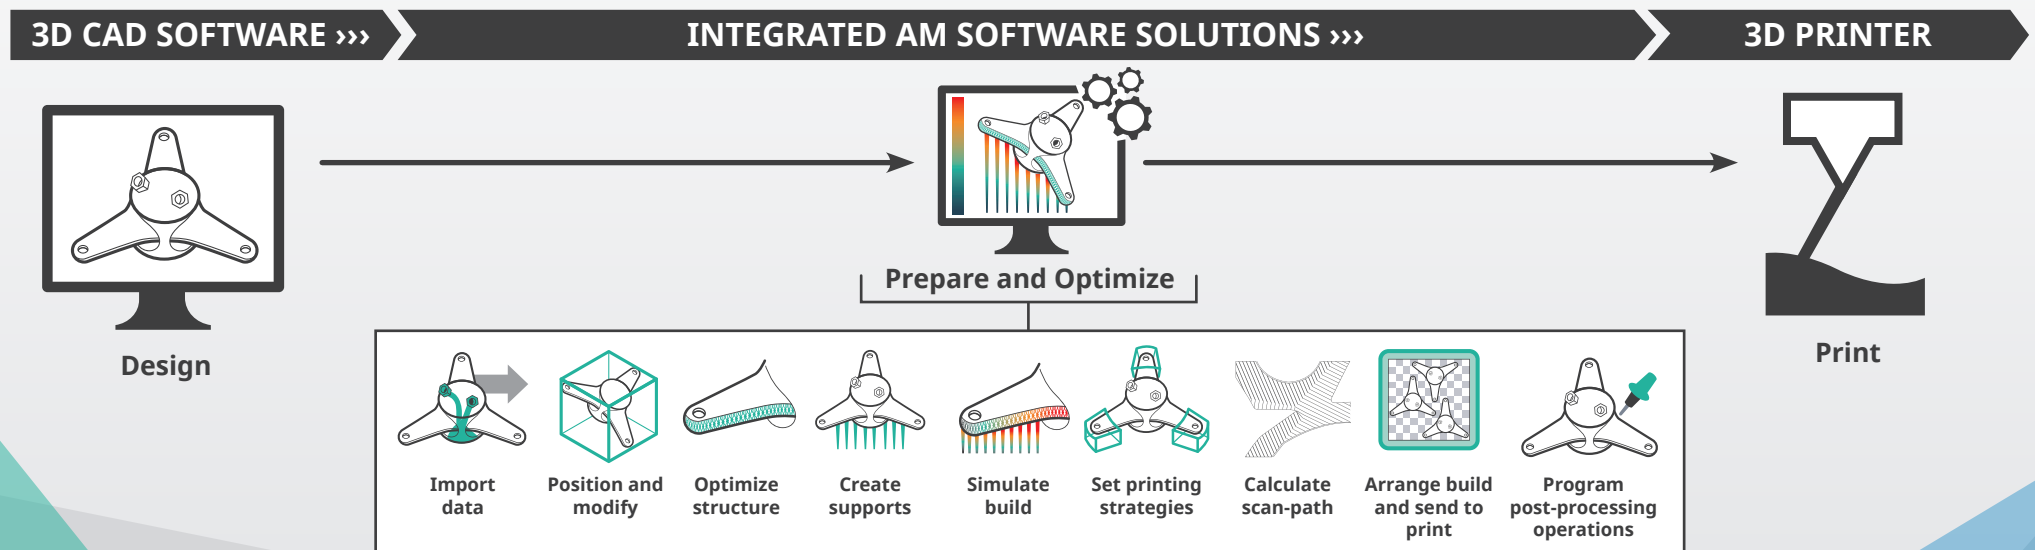 3D CAD SOFTWARE ›››
INTEGRATED AM SOFTWARE SOLUTIONS ›››
3D PRINTER
Prepare and Optimize
Design
Print
Import
data
Position and
modify
Optimize
structure
Create
supports
Simulate
build
Set printing
strategies
Calculate
scan-path
Arrange build
and send to
print
Program
post-processing
operations